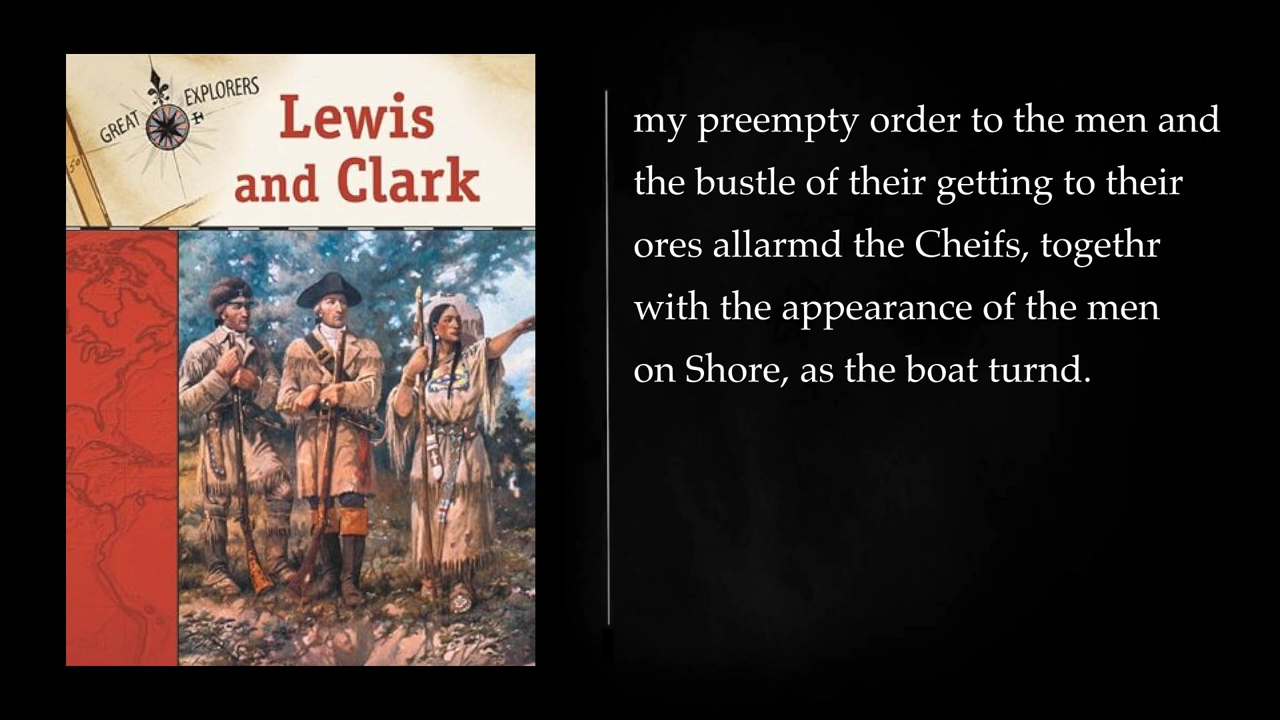 GREAT EXPLORERS
Lewis
and Clark
50
my preempty order to the men and
the bustle of their getting to their
ores allarmd the Cheifs, togethr
with the appearance of the men
on Shore, as the boat turnd.